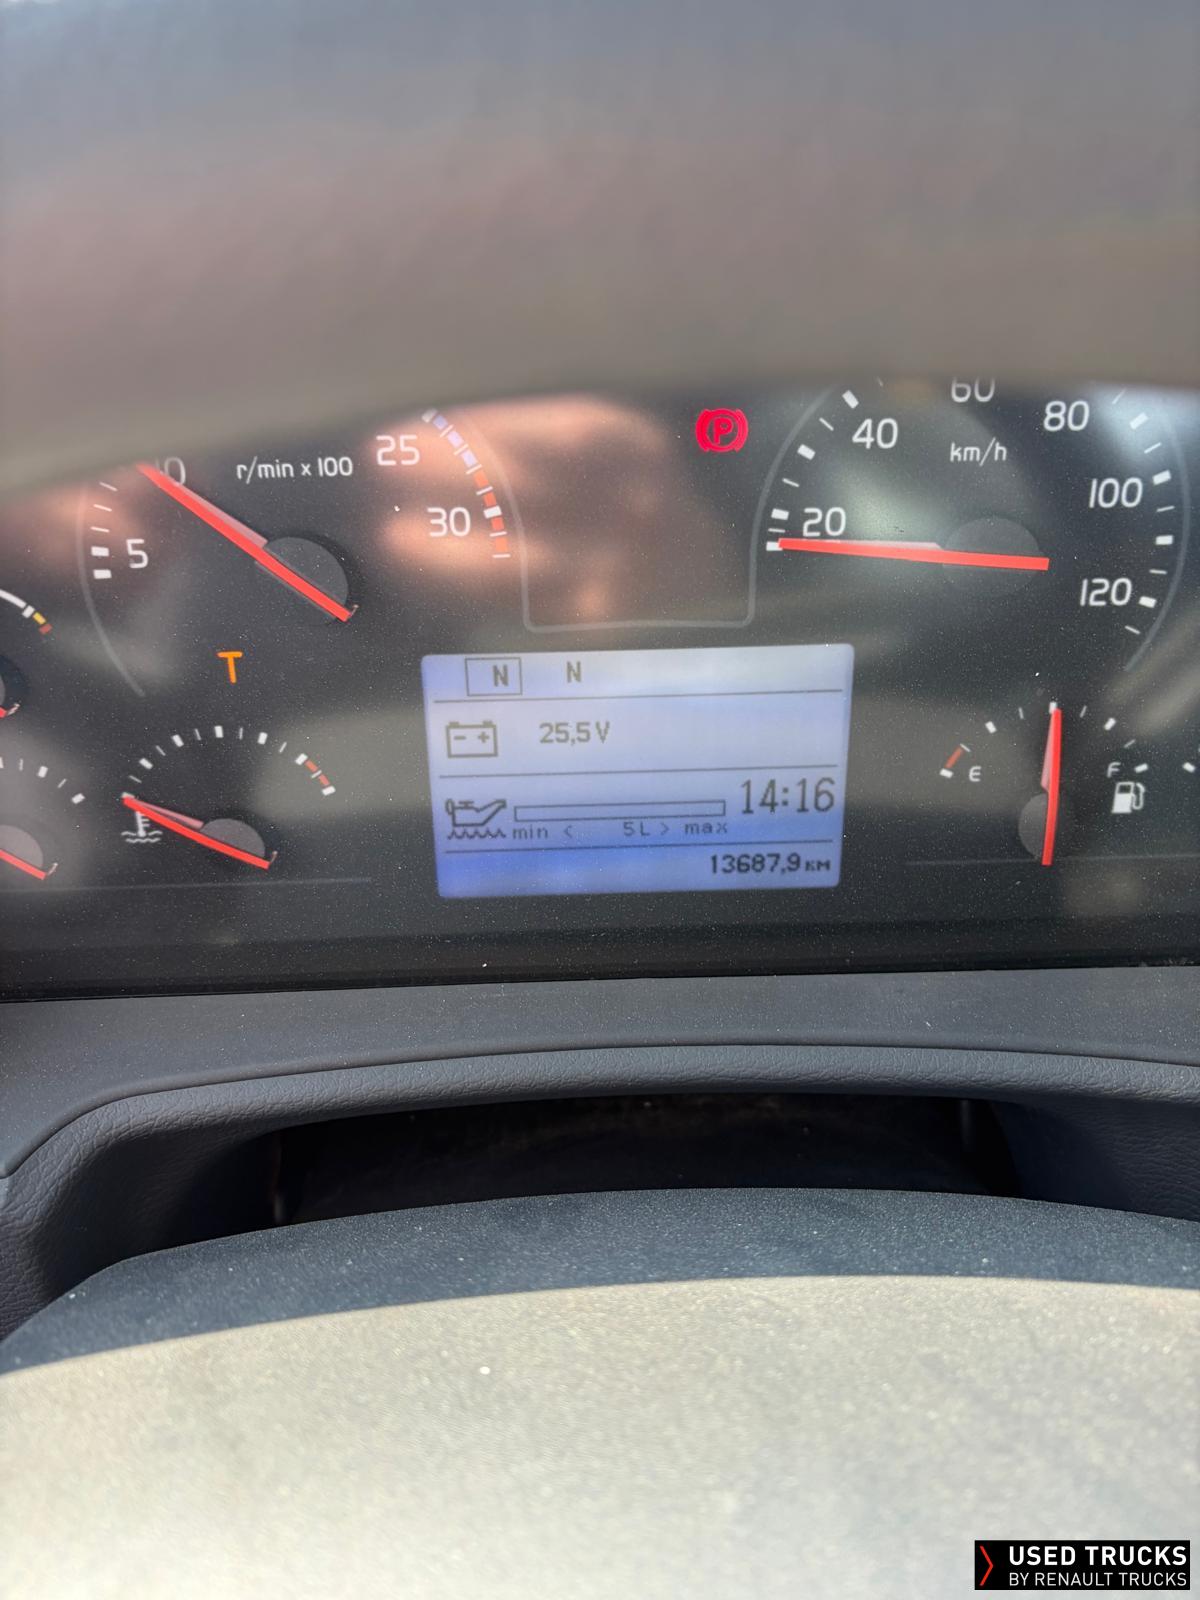 60
25
r/min x 100
40
80
km/h
P
100
30
20
5
120
T
N N
- + 25,5 V
E
F
14:16
min < 5L > max
13687,9 км
USED TRUCKS
BY RENAULT TRUCKS